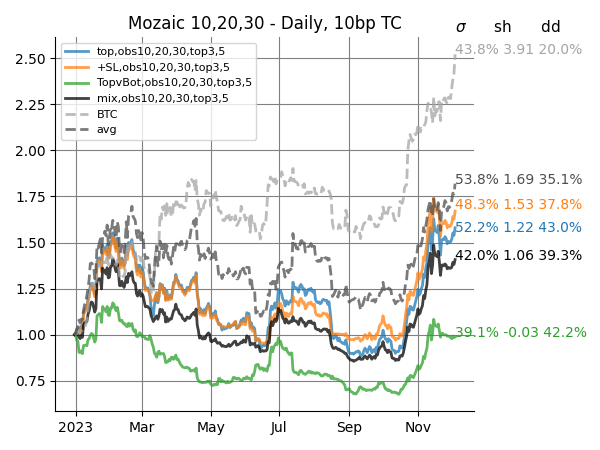 Mozaic 10,20,30 - Daily, 10bp TC
σ sh dd
top,obs10,20,30,top3,5
+SL,obs10,20,30,top3,5
TopvBot,obs10,20,30,top3,5
mix,obs10,20,30,top3,5
BTC
avg
43.8% 3.91 20.0%
53.8% 1.69 35.1%
48.3% 1.53 37.8%
52.2% 1.22 43.0%
42.0% 1.06 39.3%
39.1% -0.03 42.2%
2.50
2.25
2.00
1.75
1.50
1.25
1.00
0.75
2023 Mar May Jul Sep Nov